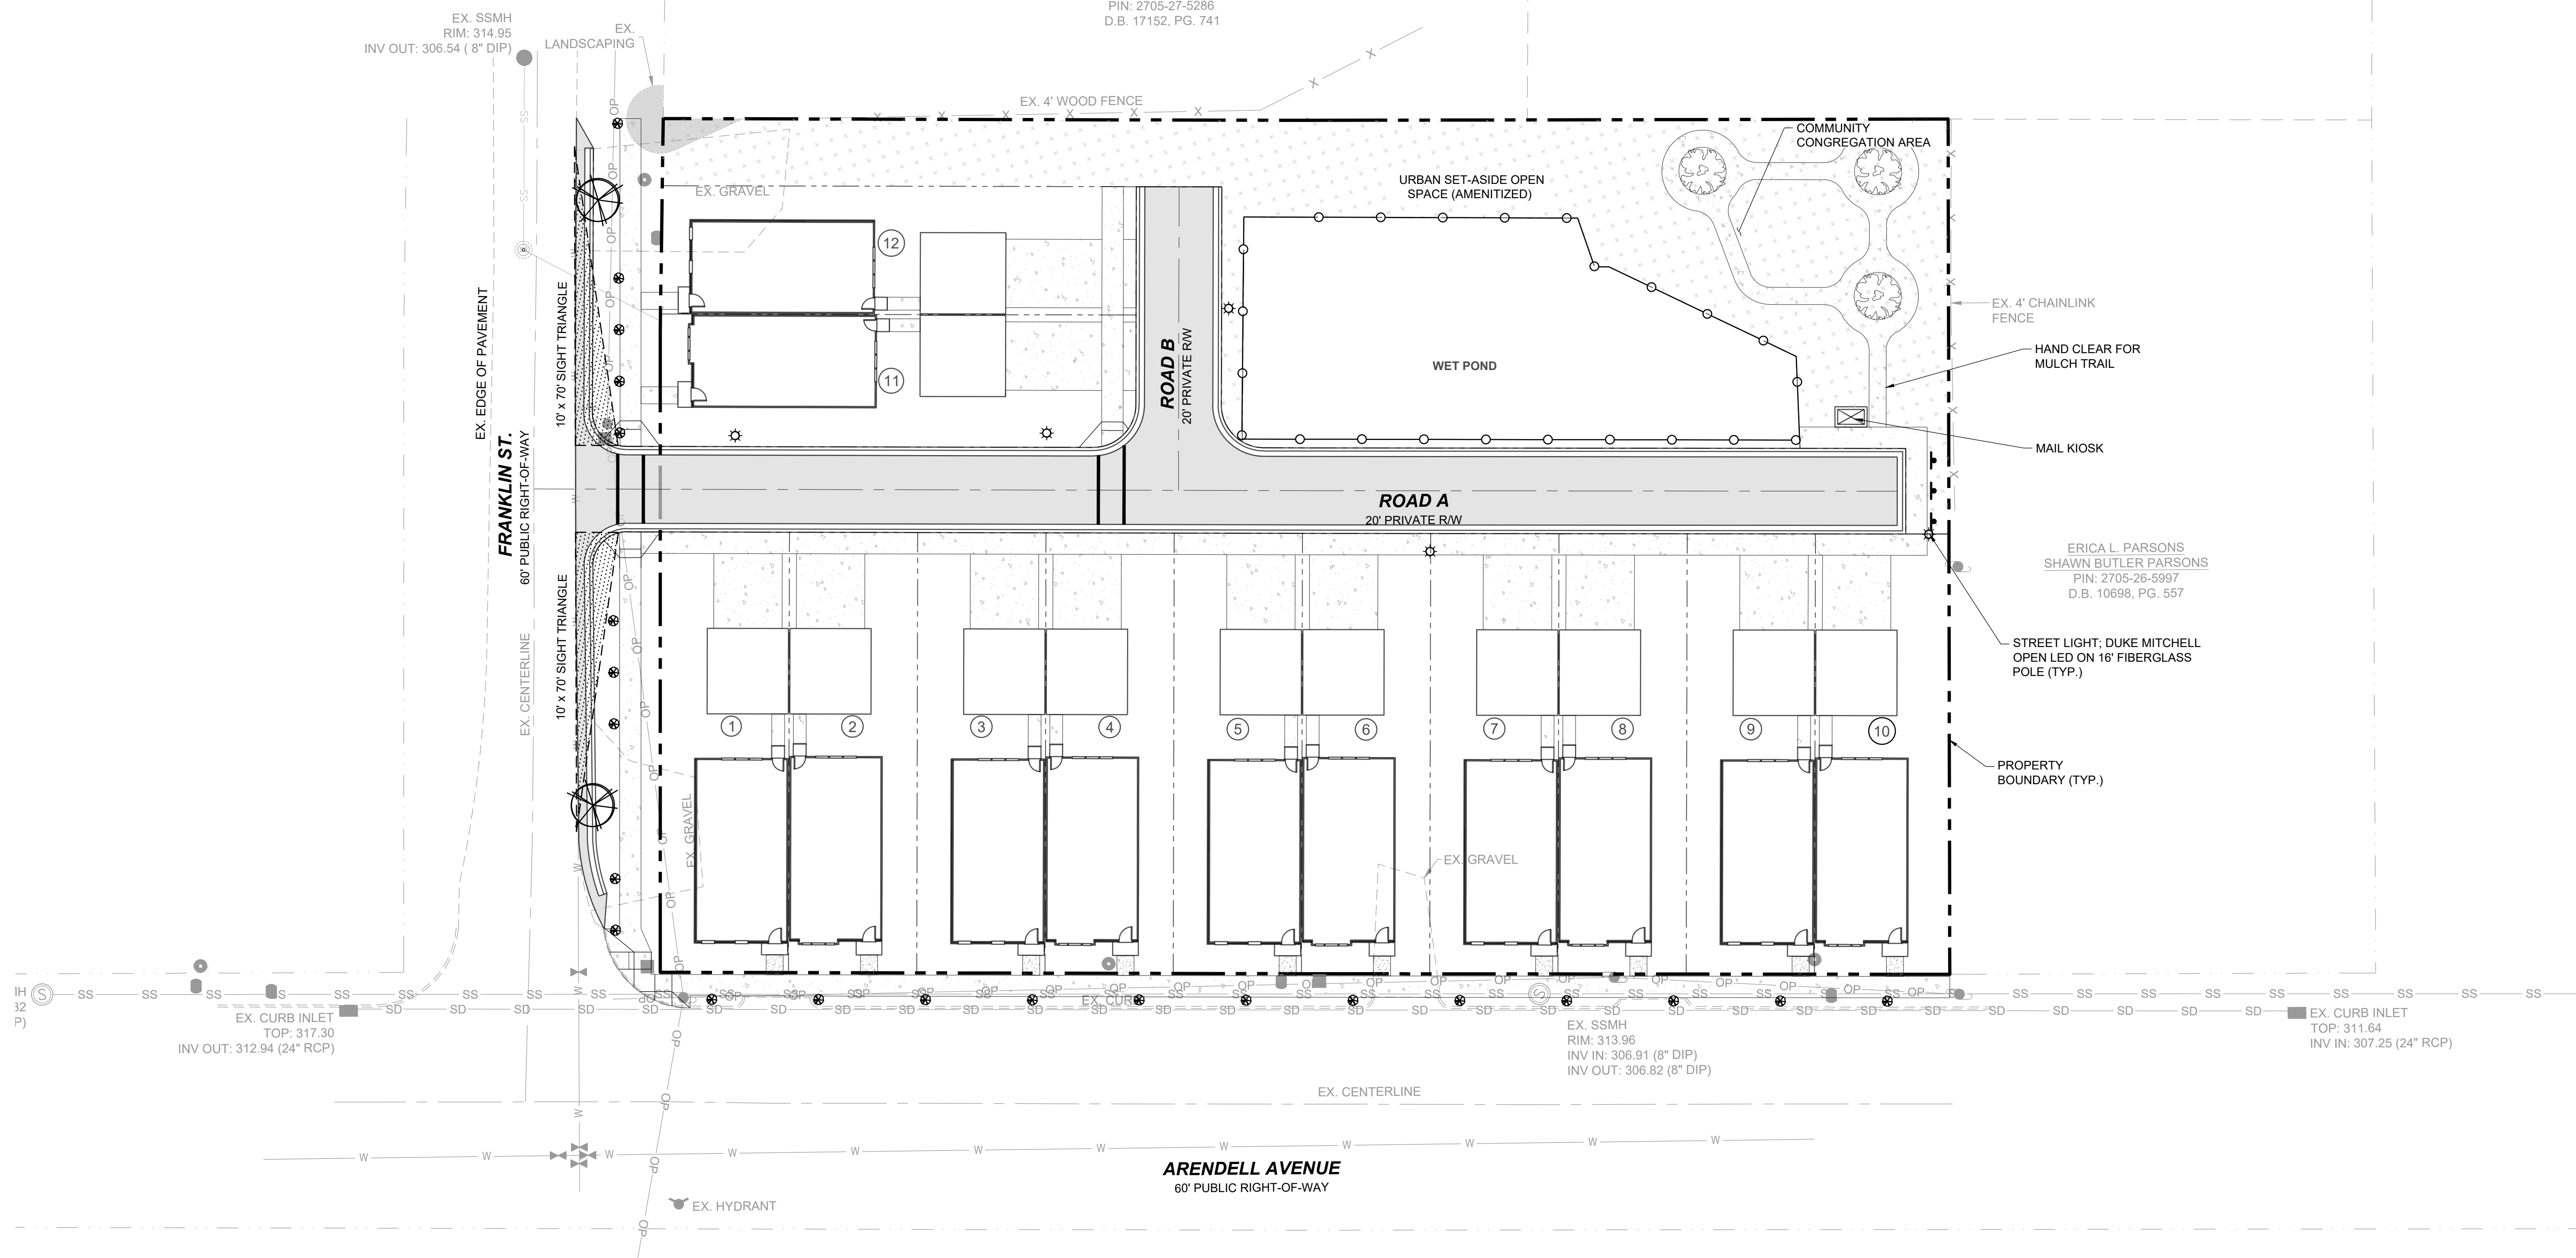 PIN: 2705-27-5286
D.B. 17152, PG. 741
EX. SSMH
RIM: 314.95
INV OUT: 306.54 ( 8" DIP)
EX.
LANDSCAPING
EX. 4' WOOD FENCE
COMMUNITY
CONGREGATION AREA
URBAN SET-ASIDE OPEN
SPACE (AMENITIZED)
EX. GRAVEL
12
11
EX. EDGE OF PAVEMENT
10' x 70' SIGHT TRIANGLE
ROAD B
20' PRIVATE R/W
WET POND
EX. 4' CHAINLINK
FENCE
HAND CLEAR FOR
MULCH TRAIL
MAIL KIOSK
FRANKLIN ST.
60' PUBLIC RIGHT-OF-WAY
ROAD A
20' PRIVATE R/W
ERICA L. PARSONS
SHAWN BUTLER PARSONS
PIN: 2705-26-5997
D.B. 10698, PG. 557
EX. CENTERLINE
10' x 70' SIGHT TRIANGLE
STREET LIGHT; DUKE MITCHELL
OPEN LED ON 16' FIBERGLASS
POLE (TYP.)
1 2 3 4 5 6 7 8 9 10
PROPERTY
BOUNDARY (TYP.)
EX. GRAVEL
EX. GRAVEL
IH
32
P)
S
S
EX. CURB
EX. CURB INLET
TOP: 317.30
INV OUT: 312.94 (24" RCP)
EX. SSMH
RIM: 313.96
INV IN: 306.91 (8" DIP)
INV OUT: 306.82 (8" DIP)
EX. CURB INLET
TOP: 311.64
INV IN: 307.25 (24" RCP)
EX. CENTERLINE
ARENDELL AVENUE
60' PUBLIC RIGHT-OF-WAY
EX. HYDRANT